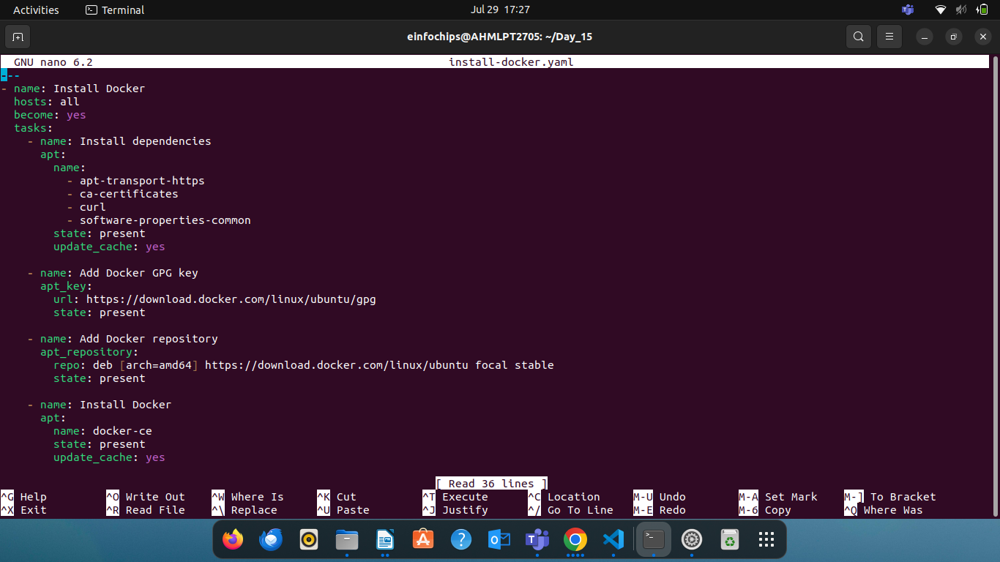 Activities Terminal Jul 29 17:27
einfochips@AHMLPT2705: ~/Day_15
GNU nano 6.2 install-docker.yaml
---
- name: Install Docker
  hosts: all
  become: yes
  tasks:
    - name: Install dependencies
      apt:
        name:
          - apt-transport-https
          - ca-certificates
          - curl
          - software-properties-common
        state: present
        update_cache: yes

    - name: Add Docker GPG key
      apt_key:
        url: https://download.docker.com/linux/ubuntu/gpg
        state: present

    - name: Add Docker repository
      apt_repository:
        repo: deb [arch=amd64] https://download.docker.com/linux/ubuntu focal stable
        state: present

    - name: Install Docker
      apt:
        name: docker-ce
        state: present
        update_cache: yes

[ Read 36 lines ]
^G Help ^O Write Out ^W Where Is ^K Cut ^T Execute ^C Location M-U Undo M-A Set Mark M-] To Bracket
^X Exit ^R Read File ^\ Replace ^U Paste ^J Justify ^/ Go To Line M-E Redo M-6 Copy ^Q Where Was